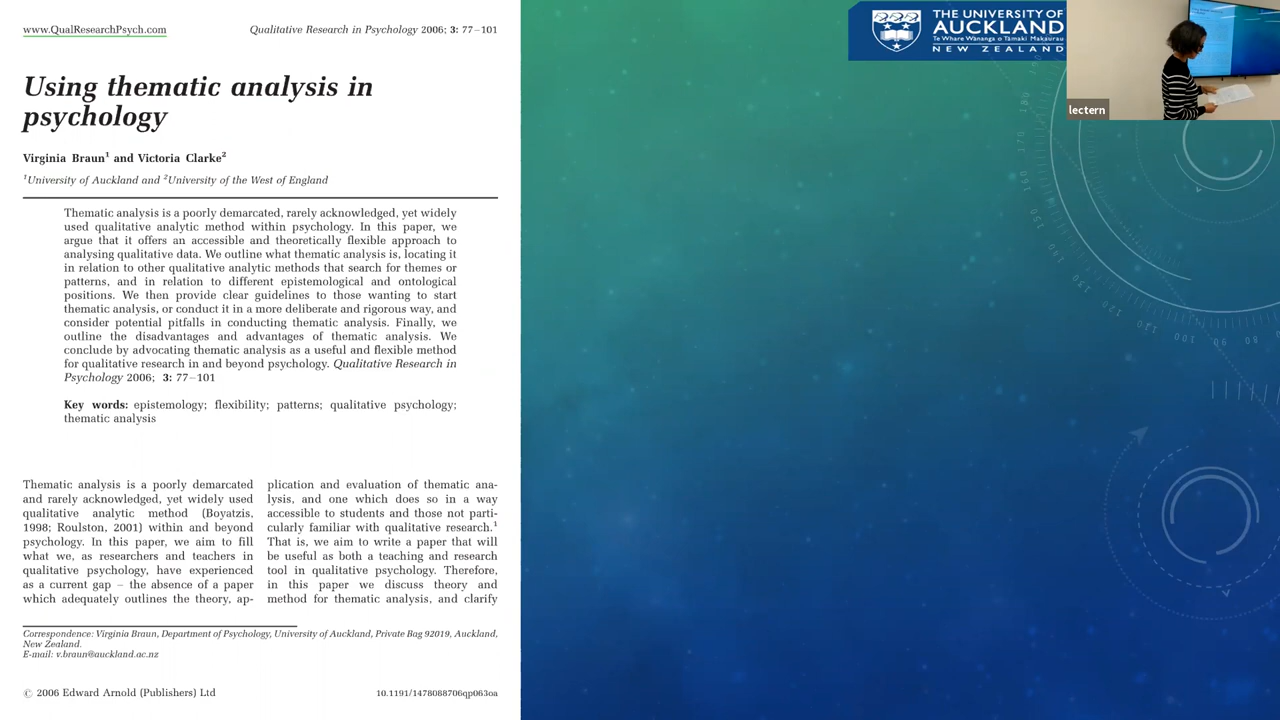 www.QualResearchPsych.com
Qualitative Research in Psychology 2006; 3: 77–101
Using thematic analysis in
psychology
Virginia Braun1 and Victoria Clarke2
1University of Auckland and 2University of the West of England
Thematic analysis is a poorly demarcated, rarely acknowledged, yet widely
used qualitative analytic method within psychology. In this paper, we
argue that it offers an accessible and theoretically flexible approach to
analysing qualitative data. We outline what thematic analysis is, locating it
in relation to other qualitative analytic methods that search for themes or
patterns, and in relation to different epistemological and ontological
positions. We then provide clear guidelines to those wanting to start
thematic analysis, or conduct it in a more deliberate and rigorous way, and
consider potential pitfalls in conducting thematic analysis. Finally, we
outline the disadvantages and advantages of thematic analysis. We
conclude by advocating thematic analysis as a useful and flexible method
for qualitative research in and beyond psychology. Qualitative Research in
Psychology 2006; 3: 77–101
Key words: epistemology; flexibility; patterns; qualitative psychology;
thematic analysis
Thematic analysis is a poorly demarcated
and rarely acknowledged, yet widely used
qualitative analytic method (Boyatzis,
1998; Roulston, 2001) within and beyond
psychology. In this paper, we aim to fill
what we, as researchers and teachers in
qualitative psychology, have experienced
as a current gap – the absence of a paper
which adequately outlines the theory, ap-
plication and evaluation of thematic ana-
lysis, and one which does so in a way
accessible to students and those not parti-
cularly familiar with qualitative research.1
That is, we aim to write a paper that will
be useful as both a teaching and research
tool in qualitative psychology. Therefore,
in this paper we discuss theory and
method for thematic analysis, and clarify
Correspondence: Virginia Braun, Department of Psychology, University of Auckland, Private Bag 92019, Auckland,
New Zealand.
E-mail: v.braun@auckland.ac.nz
© 2006 Edward Arnold (Publishers) Ltd
10.1191/1478088706qp063oa
THE UNIVERSITY OF
AUCKLAND
Te Whare Wānanga o Tāmaki Makaurau
NEW ZEALAND
lectern
180
170
160
150
140
130
120
110
100
90
80